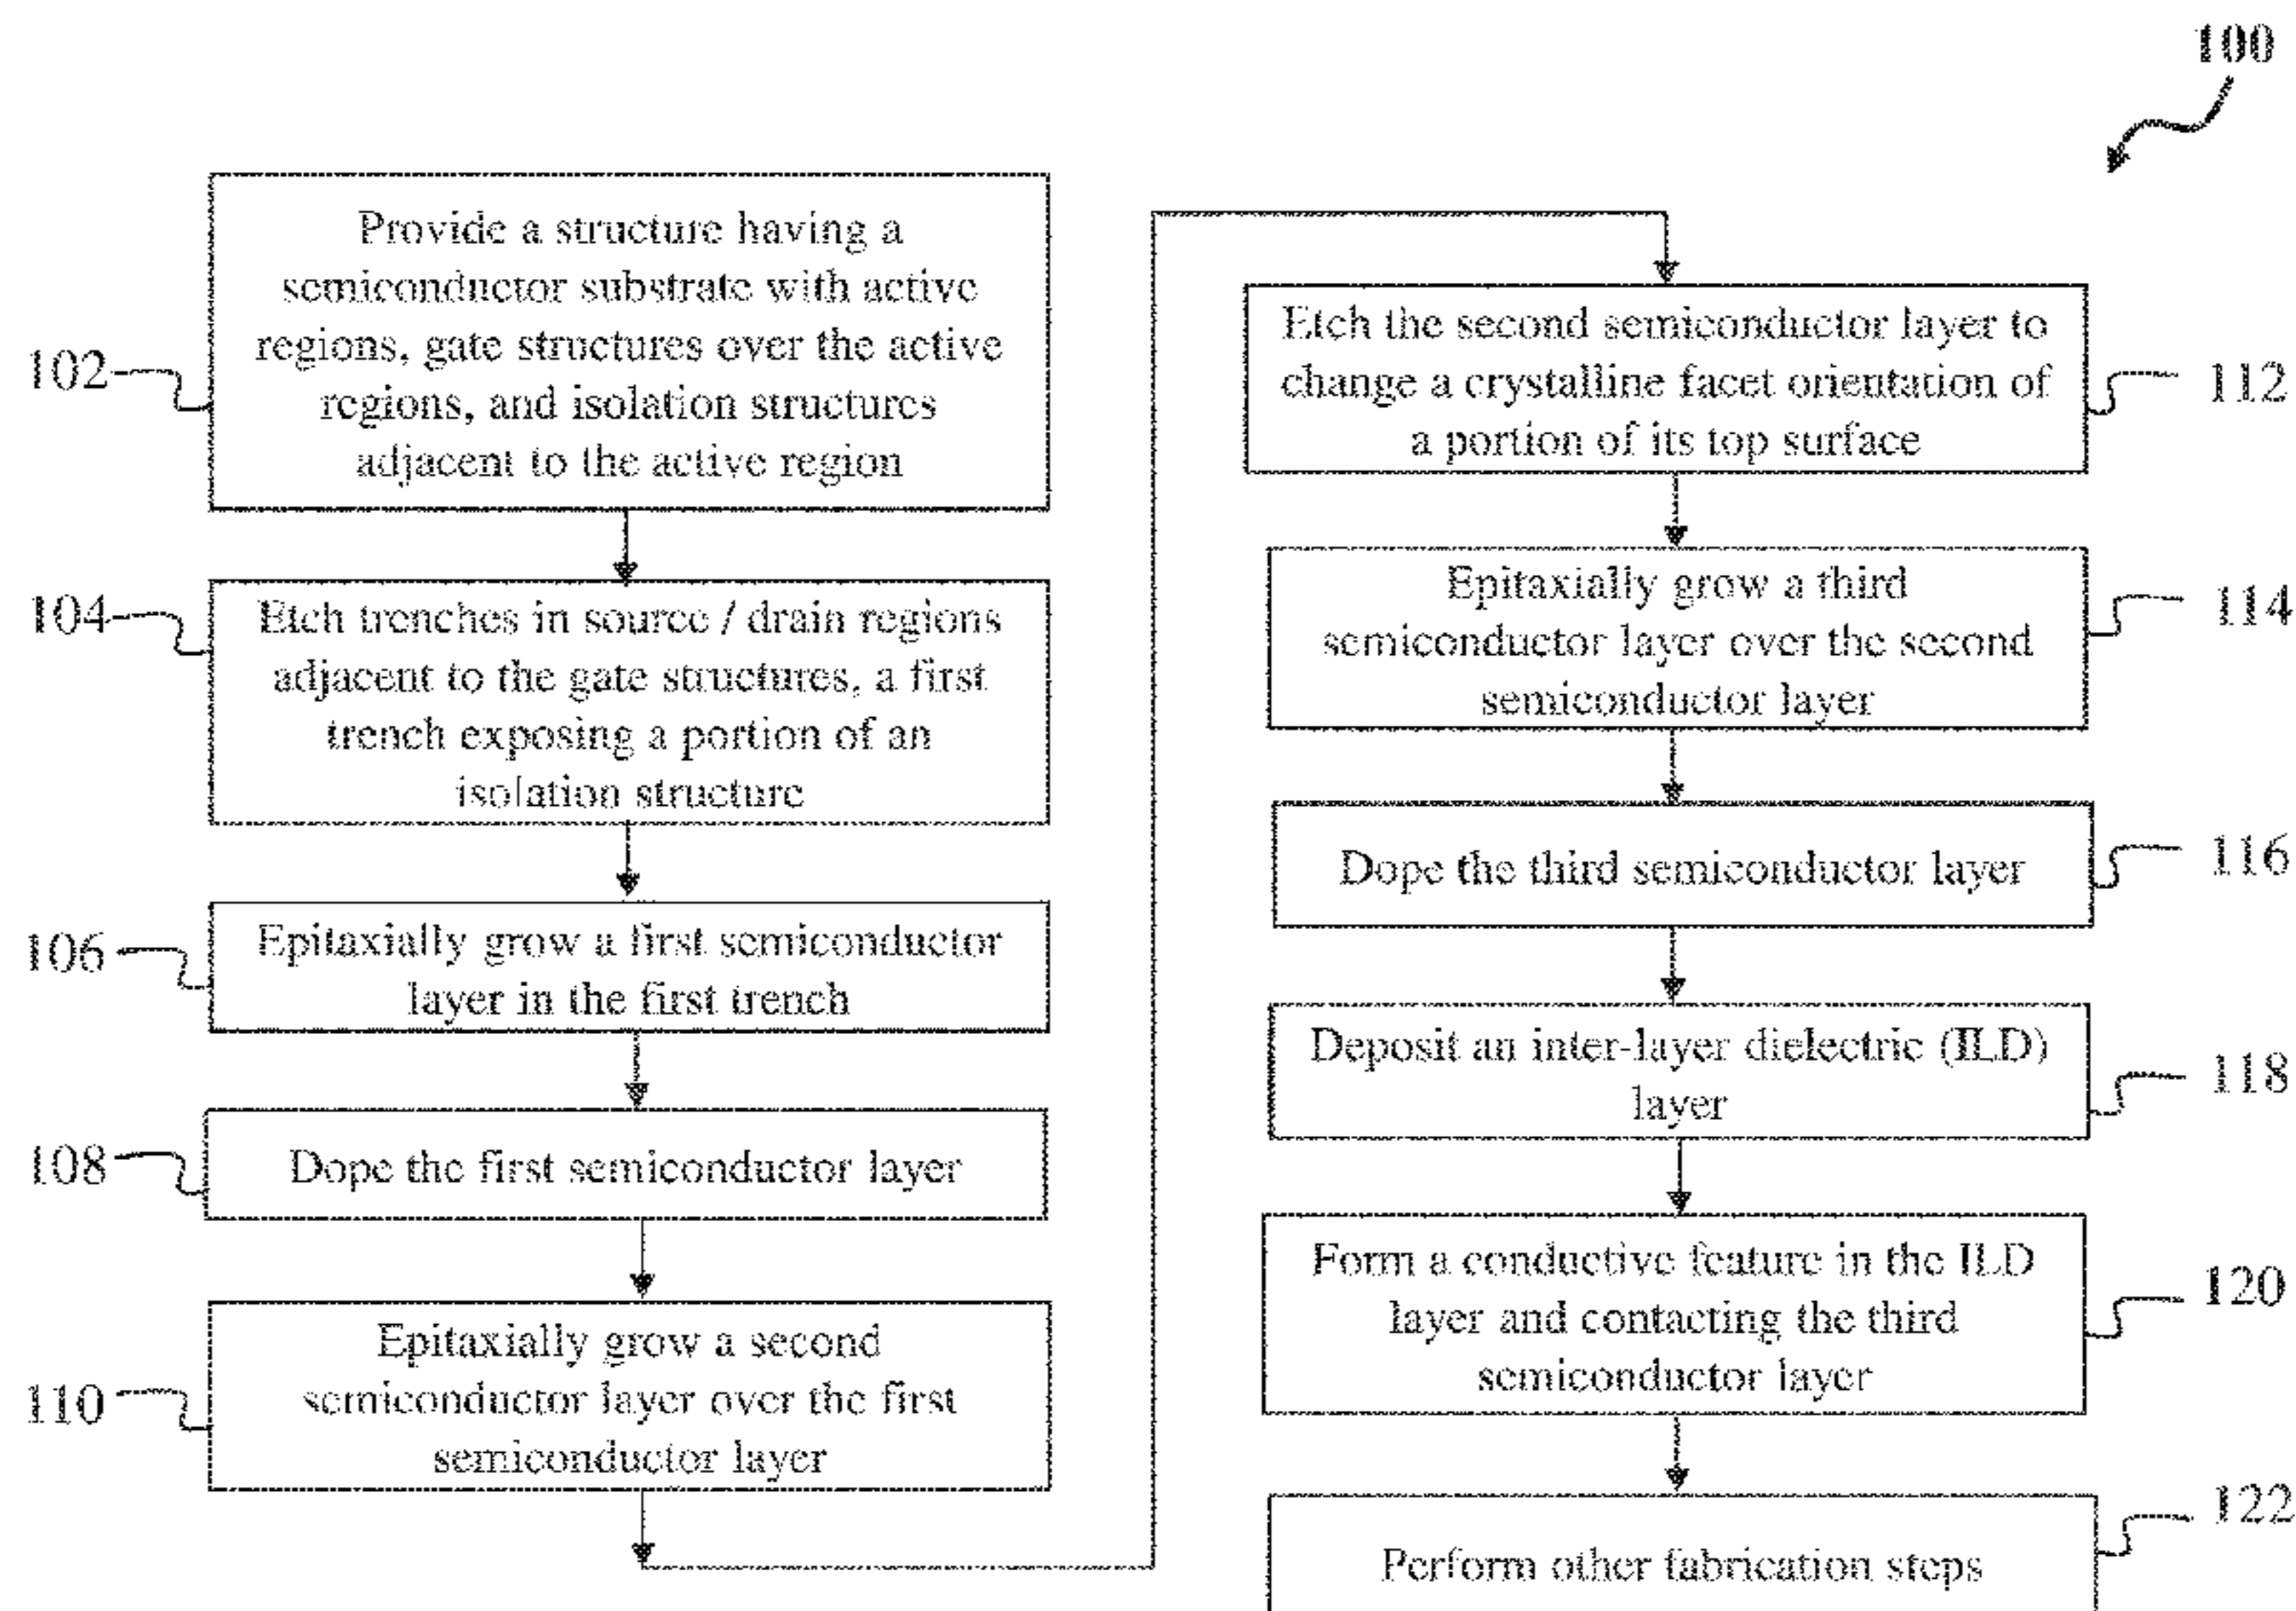 100
Provide a structure having a
semiconductor substrate with active
regions, gate structures over the active
regions, and isolation structures
adjacent to the active region
102
Etch trenches in source / drain regions
adjacent to the gate structures, a first
trench exposing a portion of an
isolation structure
104
Epitaxially grow a first semiconductor
layer in the first trench
106
Dope the first semiconductor layer
108
Epitaxially grow a second
semiconductor layer over the first
semiconductor layer
110
Etch the second semiconductor layer to
change a crystalline facet orientation of
a portion of its top surface
112
Epitaxially grow a third
semiconductor layer over the second
semiconductor layer
114
Dope the third semiconductor layer
116
Deposit an inter-layer dielectric (ILD)
layer
118
Form a conductive feature in the ILD
layer and contacting the third
semiconductor layer
120
Perform other fabrication steps
122